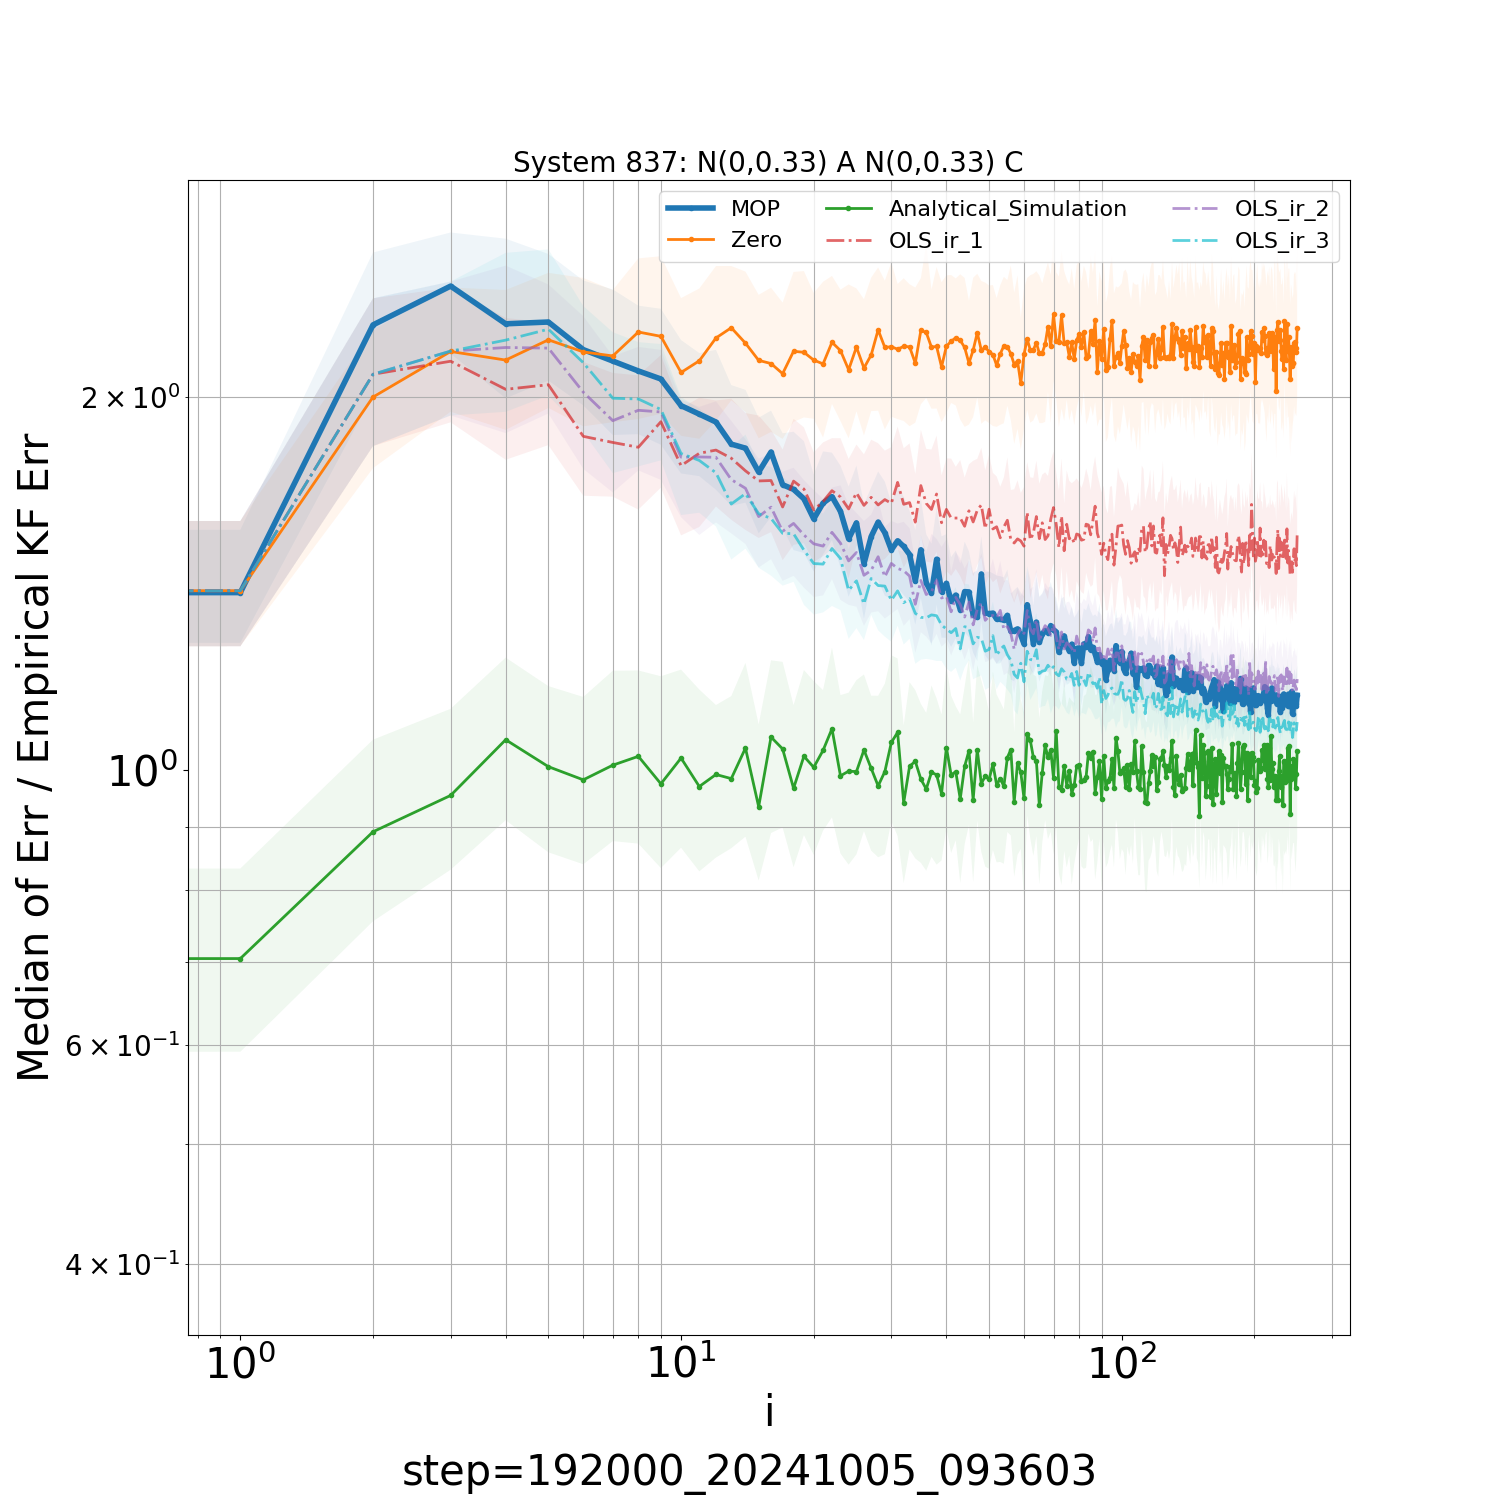 System 837: N(0,0.33) A N(0,0.33) C
MOP
Zero
Analytical_Simulation
OLS_ir_1
OLS_ir_2
OLS_ir_3
Median of Err / Empirical KF Err
2 × 10⁰
10⁰
6 × 10⁻¹
4 × 10⁻¹
10⁰ 10¹ 10²
i
step=192000_20241005_093603